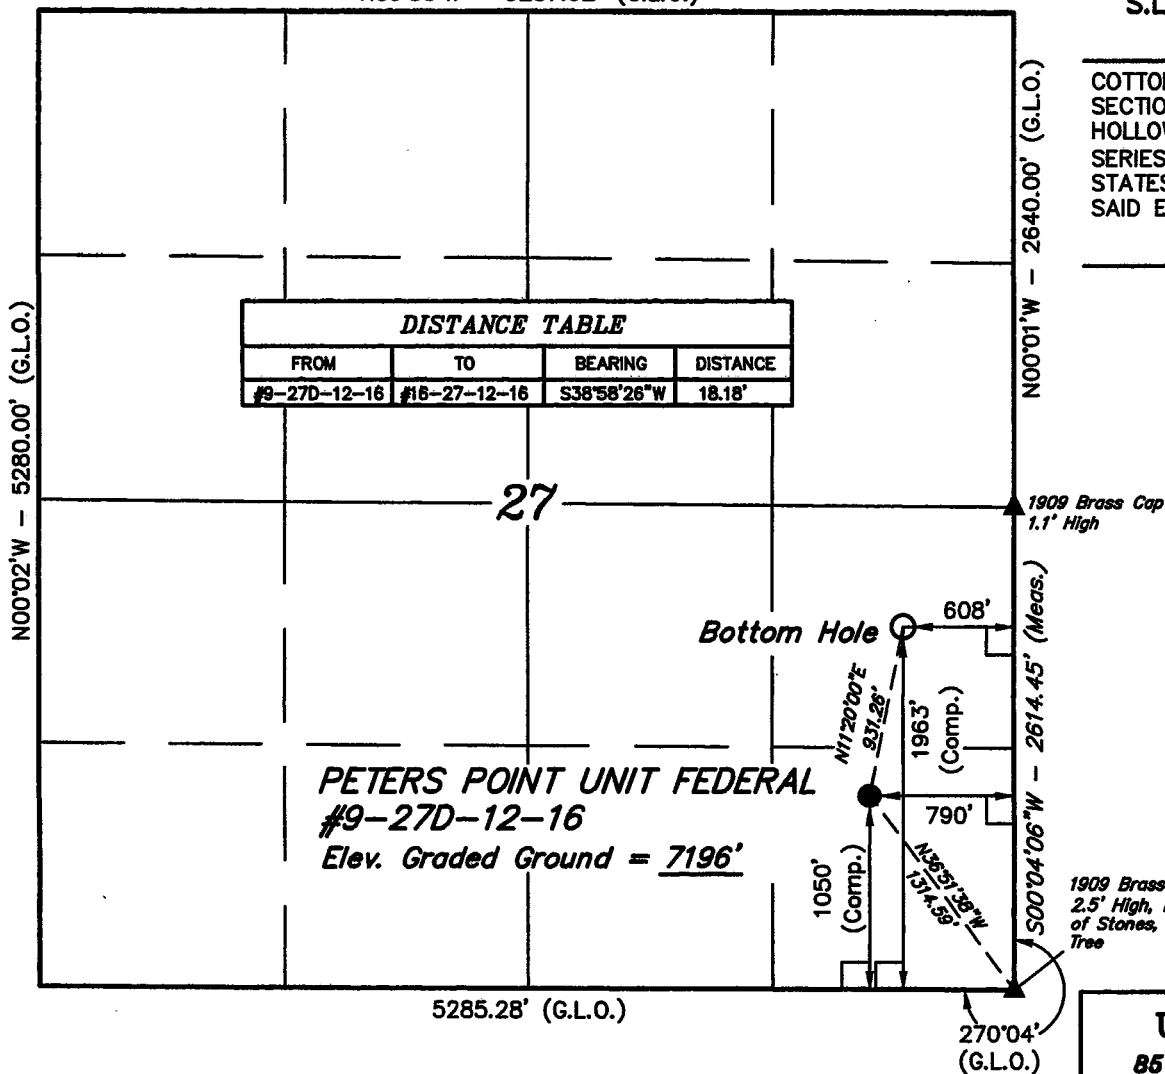 S.L
COTTO
SECTIO
HOLLOW
SERIES
STATES
SAID E
N00°01'W – 2640.00' (G.L.O.)
N00°02'W – 5280.00' (G.L.O.)
DISTANCE TABLE
FROM TO BEARING DISTANCE
#9-27D-12-16 #16-27-12-16 S38°58'26"W 18.18'
27
1909 Brass Cap
1.1' High
Bottom Hole
608'
N11°20'00"E
931.26'
1963'
(Comp.)
S00°04'06"W – 2614.45' (Meas.)
PETERS POINT UNIT FEDERAL
#9-27D-12-16
Elev. Graded Ground = 7196'
790'
1050'
(Comp.)
N36°51'38"W
1314.59'
1909 Brass
2.5' High,
of Stones,
Tree
5285.28' (G.L.O.)
270°04'
(G.L.O.)
85